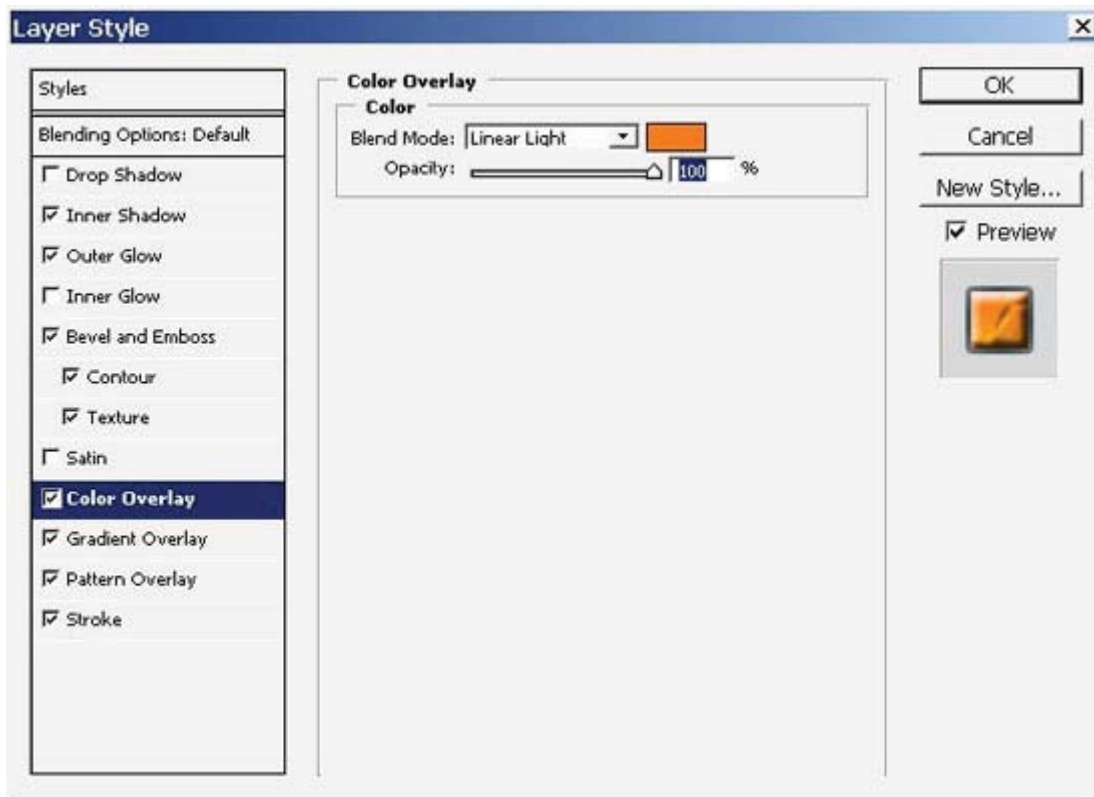 Layer Style
Styles
Blending Options: Default
Drop Shadow
Inner Shadow
Outer Glow
Inner Glow
Bevel and Emboss
Contour
Texture
Satin
Color Overlay
Gradient Overlay
Pattern Overlay
Stroke
Color Overlay
Color
Blend Mode: Linear Light
Opacity: 100 %
OK
Cancel
New Style...
Preview